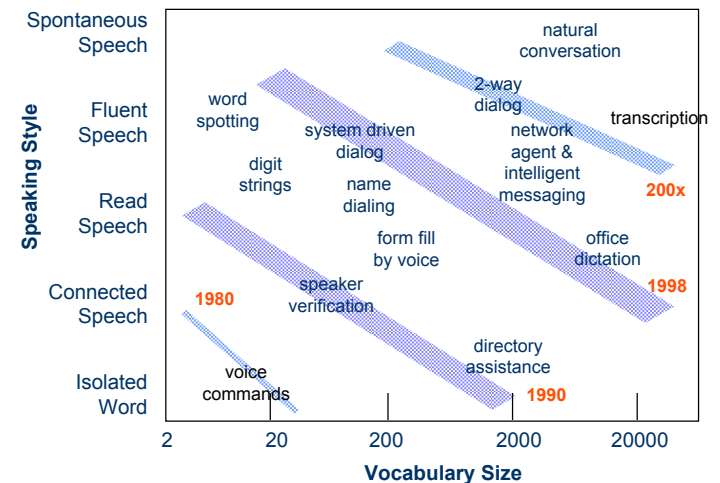 Spontaneous
Speech
natural
conversation
2-way
dialog
word
spotting
Fluent
Speech
transcription
system driven
dialog
network
agent &
intelligent
messaging
digit
strings
name
dialing
200x
Read
Speech
form fill
by voice
office
dictation
Speaking Style
speaker
verification
1998
Connected
Speech
1980
directory
assistance
voice
commands
1990
Isolated
Word
2
20
200
2000
20000
Vocabulary Size